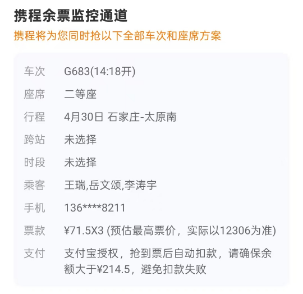 携程余票监控通道
携程将为您同时抢以下全部车次和座席方案
车次 G683(14:18开)
座席 二等座
行程 4月30日 石家庄-太原南
跨站 未选择
时段 未选择
乘客 王瑞,岳文颂,李涛宇
手机 136****8211
票款 ¥71.5X3 (预估最高票价，实际以12306为准)
支付 支付宝授权，抢到票后自动扣款，请确保余
额大于¥214.5，避免扣款失败